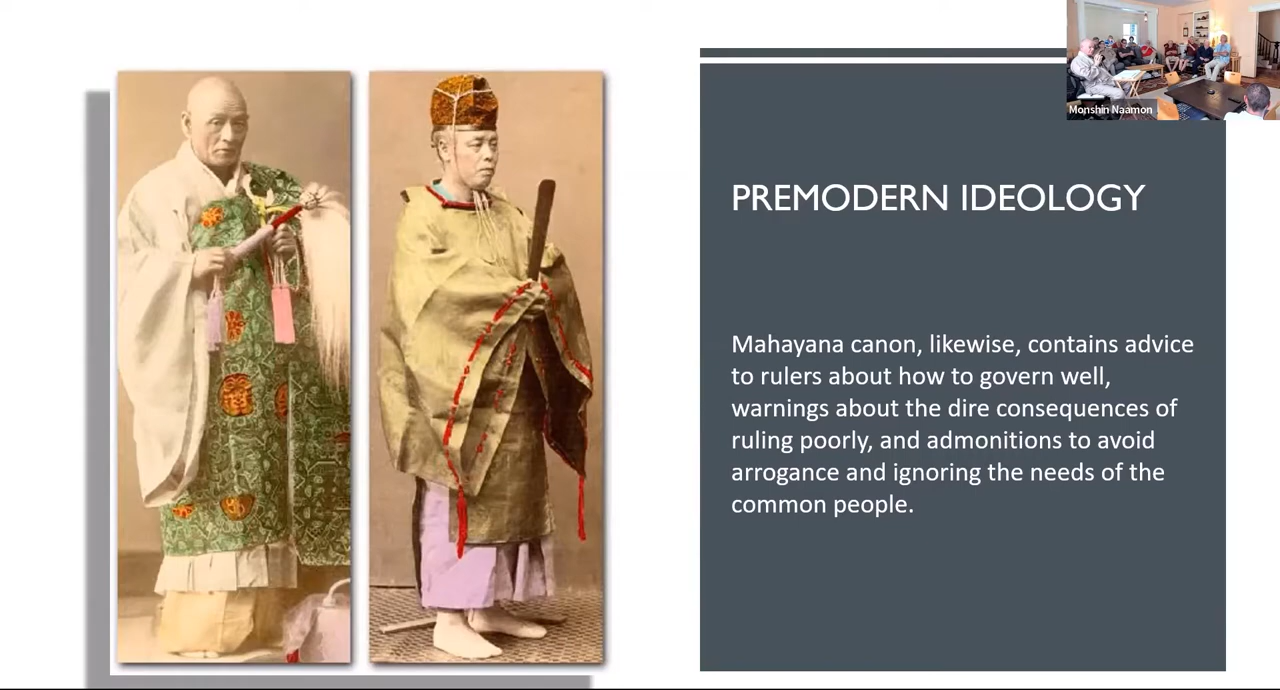 Monshin Naamon
PREMODERN IDEOLOGY
Mahayana canon, likewise, contains advice
to rulers about how to govern well,
warnings about the dire consequences of
ruling poorly, and admonitions to avoid
arrogance and ignoring the needs of the
common people.